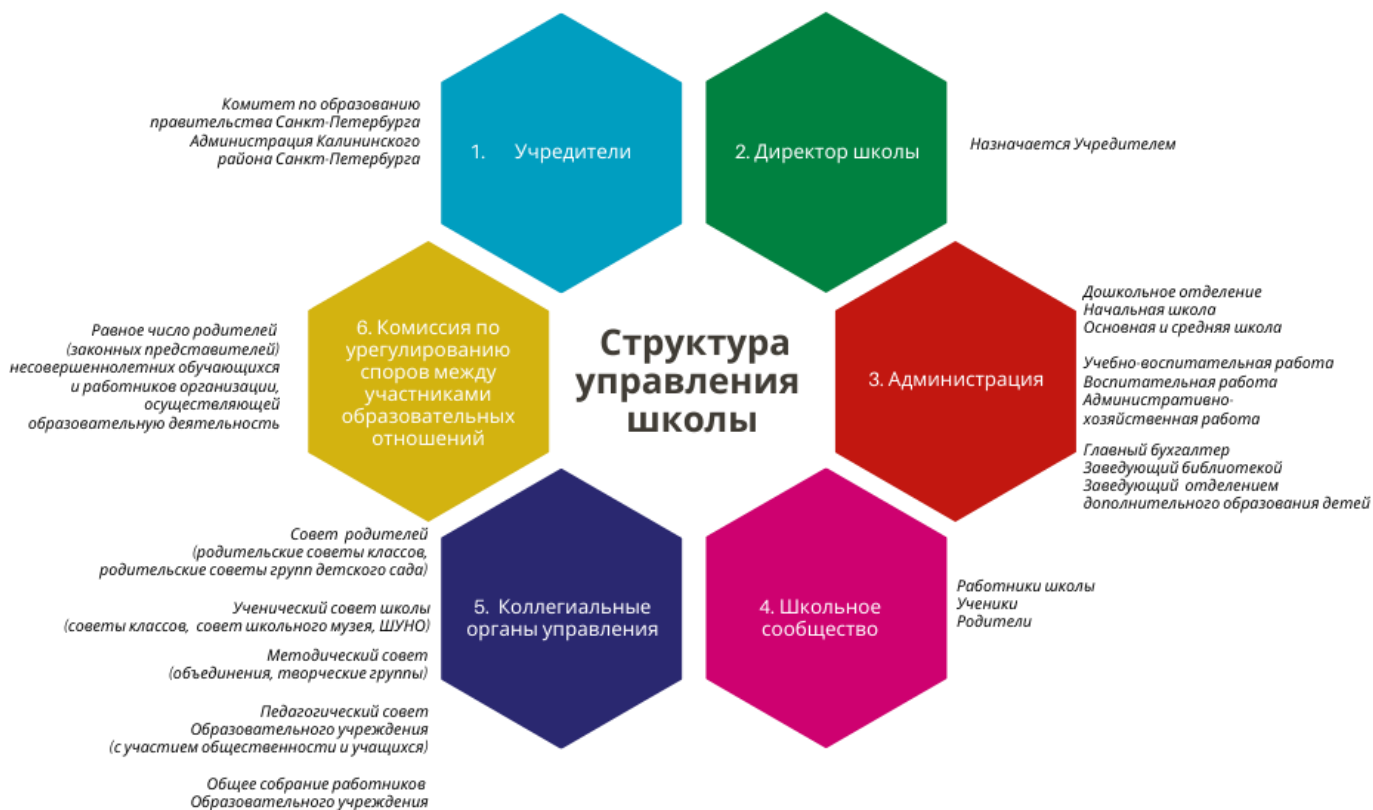 Структура
управления
школы
1. Учредители
Комитет по образованию
правительства Санкт-Петербурга
Администрация Калининского
района Санкт-Петербурга
2. Директор школы
Назначается Учредителем
3. Администрация
Дошкольное отделение
Начальная школа
Основная и средняя школа
Учебно-воспитательная работа
Воспитательная работа
Административно-
хозяйственная работа
Главный бухгалтер
Заведующий библиотекой
Заведующий отделением
дополнительного образования детей
4. Школьное
сообщество
Работники школы
Ученики
Родители
5. Коллегиальные
органы управления
Совет родителей
(родительские советы классов,
родительские советы групп детского сада)
Ученический совет школы
(советы классов, совет школьного музея, ШУНО)
Методический совет
(объединения, творческие группы)
Педагогический совет
Образовательного учреждения
(с участием общественности и учащихся)
Общее собрание работников
Образовательного учреждения
6. Комиссия по
урегулированию
споров между
участниками
образовательных
отношений
Равное число родителей
(законных представителей)
несовершеннолетних обучающихся
и работников организации,
осуществляющей
образовательную деятельность